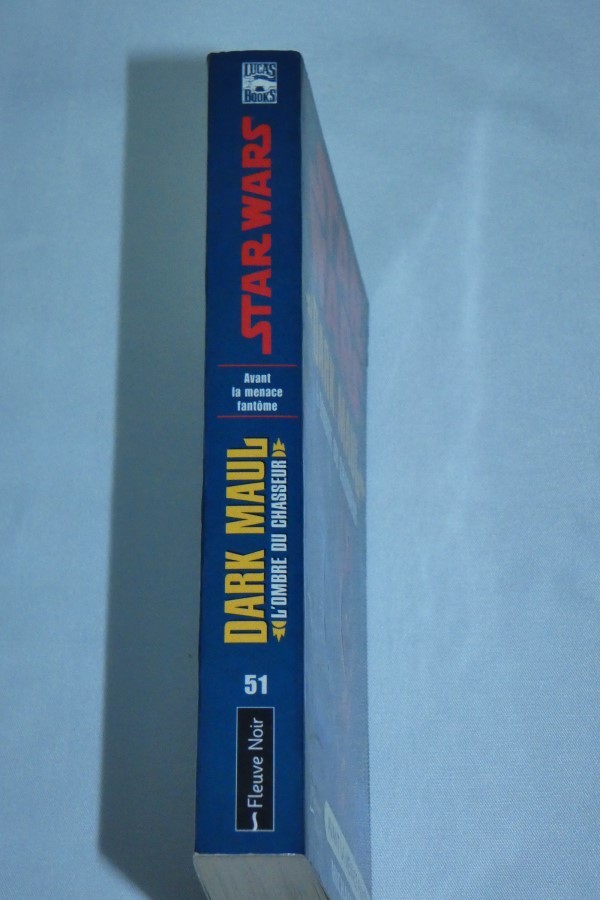 LUCAS
BOOKS
STAR WARS
Avant
la menace
fantôme
DARK MAUL
L'OMBRE DU CHASSEUR
51
Fleuve Noir